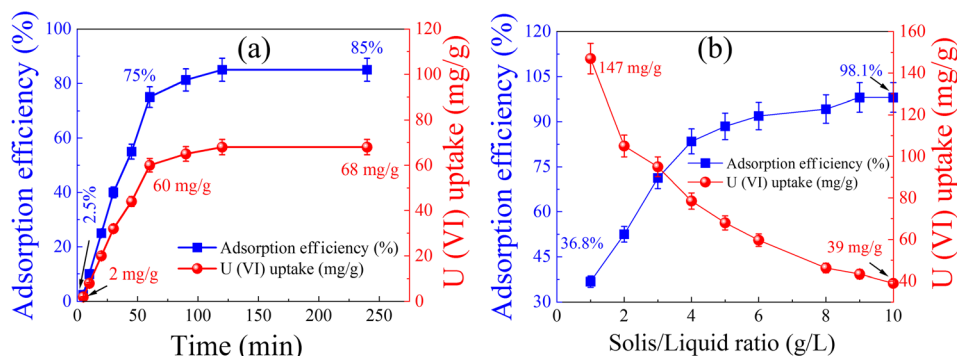 Adsorption efficiency (%)
100
80
60
40
20
0
(a)
75%
85%
2.5%
60 mg/g
68 mg/g
2 mg/g
Adsorption efficiency (%)
U (VI) uptake (mg/g)
0
50
100
150
200
250
Time (min)
120
100
80
60
40
20
0
U (VI) uptake (mg/g)
Adsorption efficiency (%)
120
105
90
75
60
45
30
(b)
147 mg/g
98.1%
Adsorption efficiency (%)
U (VI) uptake (mg/g)
36.8%
39 mg/g
0
2
4
6
8
10
Solis/Liquid ratio (g/L)
160
140
120
100
80
60
40
U (VI) uptake (mg/g)